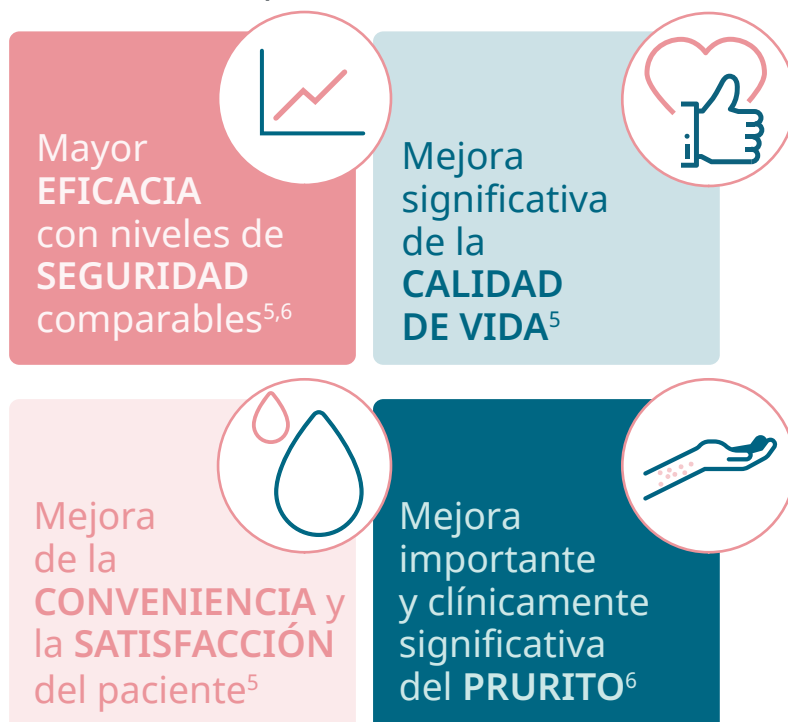 Mayor
EFICACIA
con niveles de
SEGURIDAD
comparables5,6
Mejora
significativa
de la
CALIDAD
DE VIDA5
Mejora
de la
CONVENIENCIA y
la SATISFACCIÓN
del paciente5
Mejora
importante
y clínicamente
significativa
del PRURITO6